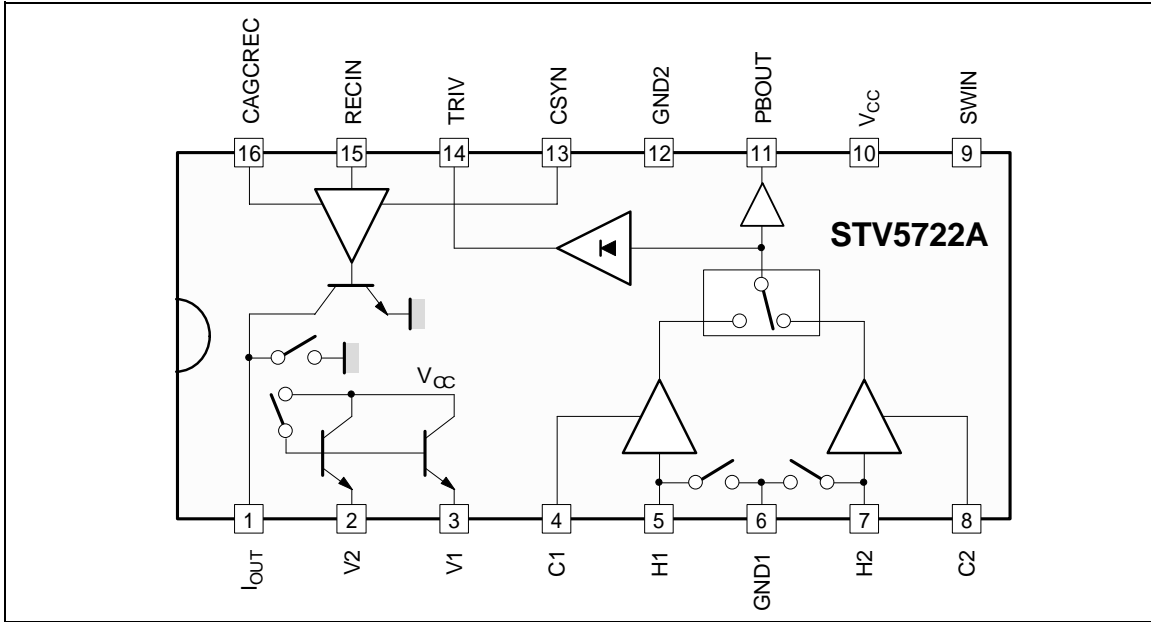 CAGCREC
RECIN
TRIV
CSYN
GND2
PBOUT
VCC
SWIN
16
15
14
13
12
11
10
9
STV5722A
VCC
1
2
3
4
5
6
7
8
IOUT
V2
V1
C1
H1
GND1
H2
C2